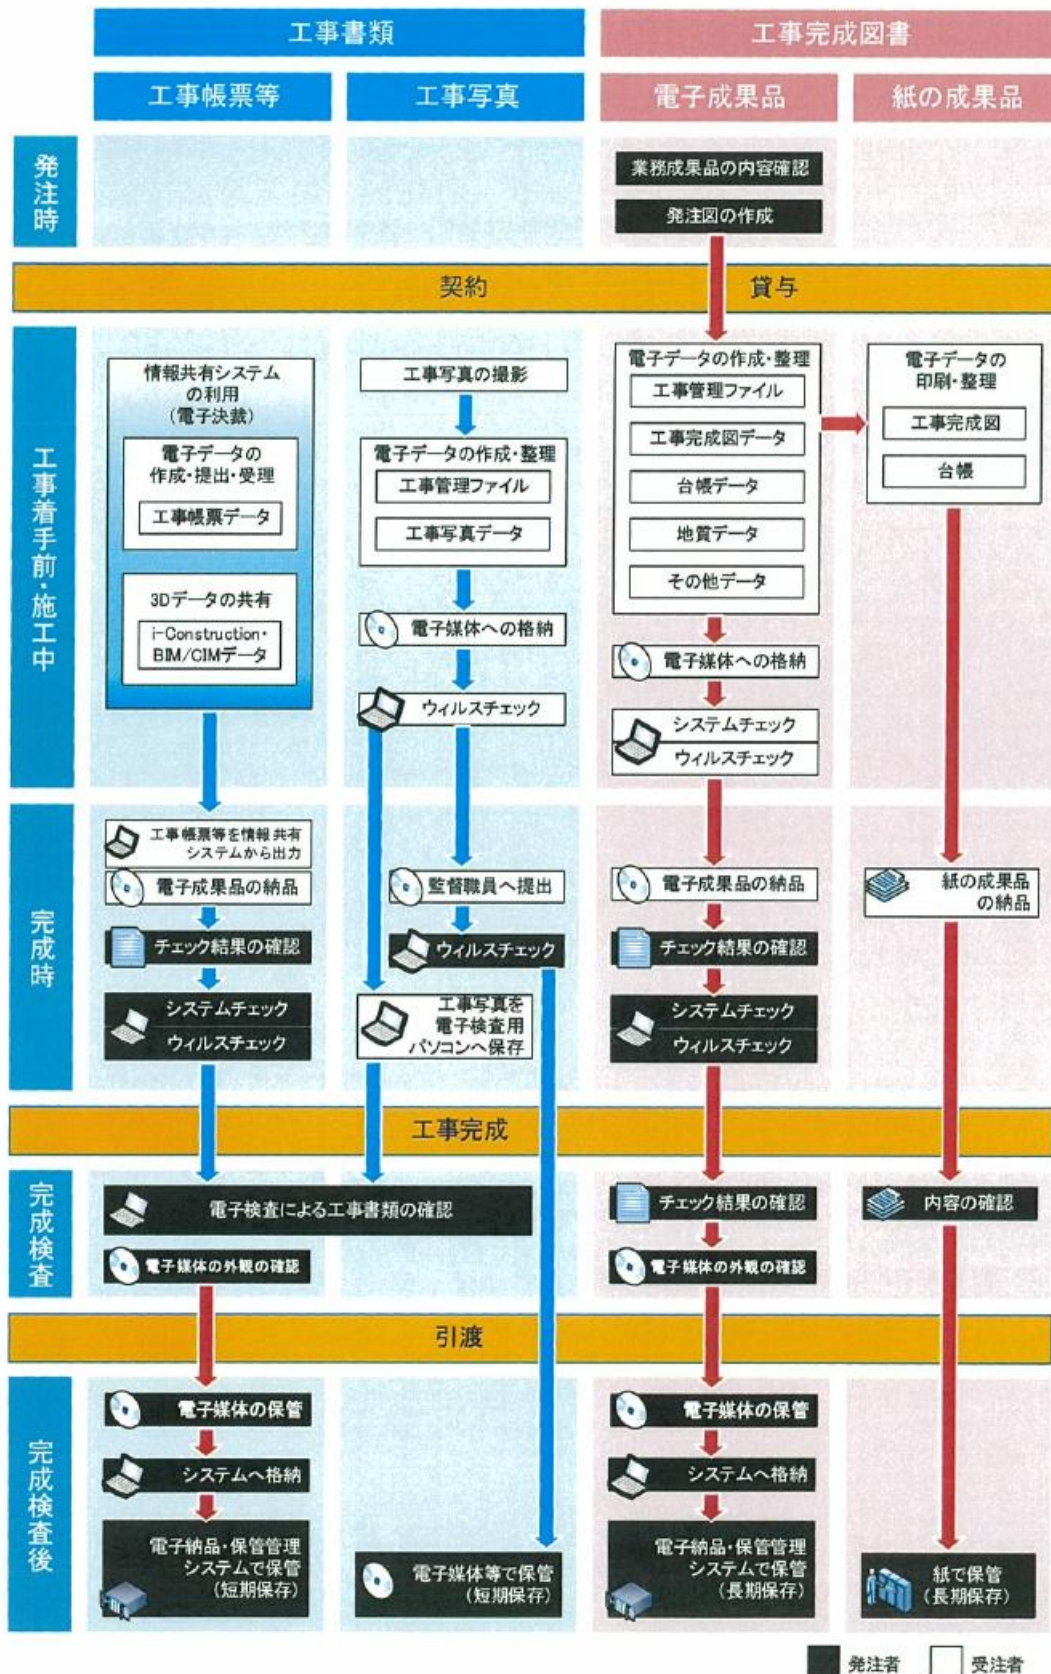 工事書類
工事完成図書
工事帳票等
工事写真
電子成果品
紙の成果品
発注時
業務成果品の内容確認
発注図の作成
契約
貸与
工事着手前・施工中
情報共有システム
の利用
(電子決裁)
電子データの
作成・提出・受理
工事帳票データ
3Dデータの共有
i-Construction・
BIM/CIMデータ
工事写真の撮影
電子データの作成・整理
工事管理ファイル
工事写真データ
電子媒体への格納
ウィルスチェック
電子データの作成・整理
工事管理ファイル
工事完成図データ
台帳データ
地質データ
その他データ
電子媒体への格納
システムチェック
ウィルスチェック
電子データの
印刷・整理
工事完成図
台帳
完成時
工事帳票等を情報共有
システムから出力
電子成果品の納品
チェック結果の確認
システムチェック
ウィルスチェック
監督職員へ提出
ウィルスチェック
工事写真を
電子検査用
パソコンへ保存
電子成果品の納品
チェック結果の確認
システムチェック
ウィルスチェック
紙の成果品
の納品
工事完成
完成検査
電子検査による工事書類の確認
電子媒体の外観の確認
チェック結果の確認
電子媒体の外観の確認
内容の確認
引渡
完成検査後
電子媒体の保管
システムへ格納
電子納品・保管管理
システムで保管
(短期保存)
電子媒体等で保管
(短期保存)
電子媒体の保管
システムへ格納
電子納品・保管管理
システムで保管
(長期保存)
紙で保管
(長期保存)
発注者
受注者